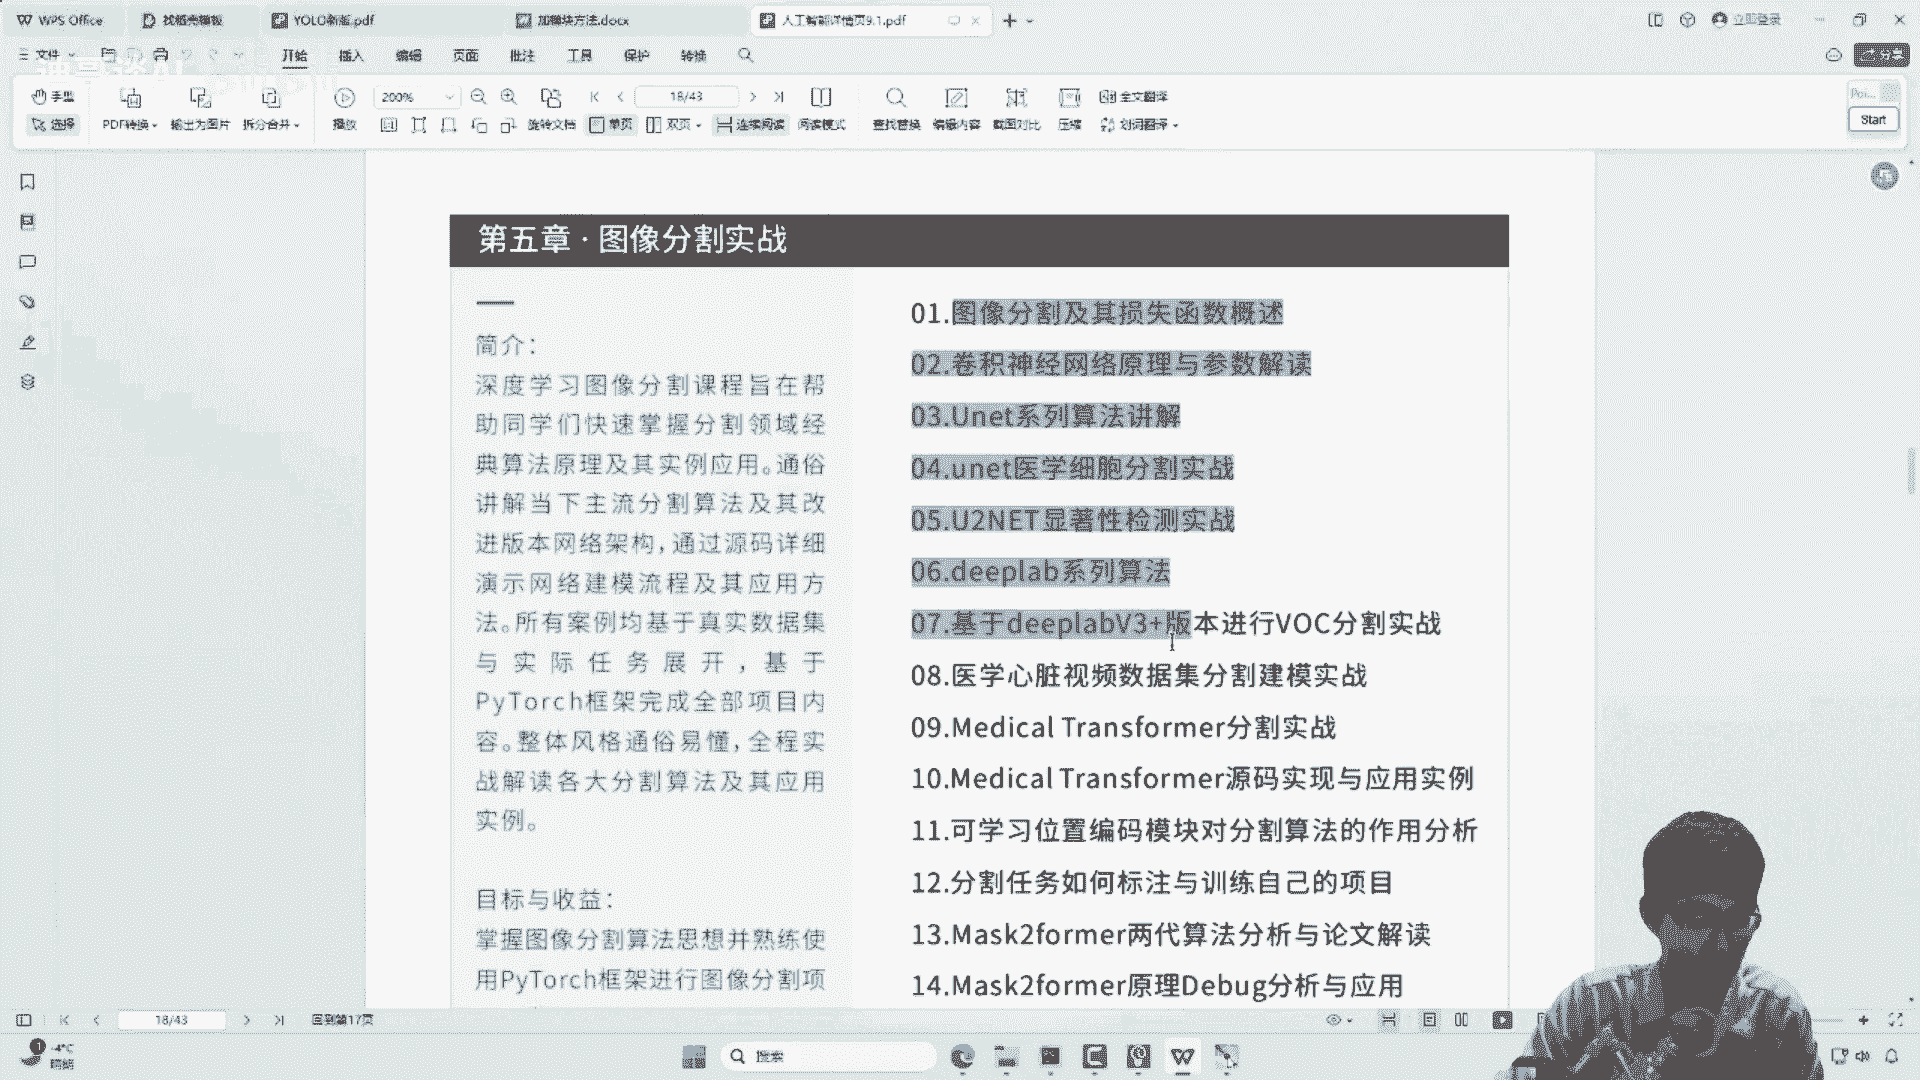 WPS Office
找稻壳模板
YOLO新版.pdf
加模块方法.docx
人工智能详情页9.1.pdf
立即登录
文件
开始
插入
编辑
页面
批注
工具
保护
转换
分享
手型
选择
PDF转换
输出为图片
拆分合并
播放
200%
18/43
旋转文档
单页
双页
连续阅读
阅读模式
查找替换
编辑内容
截图对比
压缩
全文翻译
划词翻译
Start
第五章 · 图像分割实战
简介：
深度学习图像分割课程旨在帮
助同学们快速掌握分割领域经
典算法原理及其实例应用。通俗
讲解当下主流分割算法及其改
进版本网络架构，通过源码详细
演示网络建模流程及其应用方
法。所有案例均基于真实数据集
与实际任务展开，基于
PyTorch框架完成全部项目内
容。整体风格通俗易懂，全程实
战解读各大分割算法及其应用
实例。
目标与收益：
掌握图像分割算法思想并熟练使
用PyTorch框架进行图像分割项
01.图像分割及其损失函数概述
02.卷积神经网络原理与参数解读
03.Unet系列算法讲解
04.unet医学细胞分割实战
05.U2NET显著性检测实战
06.deeplab系列算法
07.基于deeplabV3+版本进行VOC分割实战
08.医学心脏视频数据集分割建模实战
09.Medical Transformer分割实战
10.Medical Transformer源码实现与应用实例
11.可学习位置编码模块对分割算法的作用分析
12.分割任务如何标注与训练自己的项目
13.Mask2former两代算法分析与论文解读
14.Mask2former原理Debug分析与应用
18/43
回到第17页
-4°C
晴朗
搜索